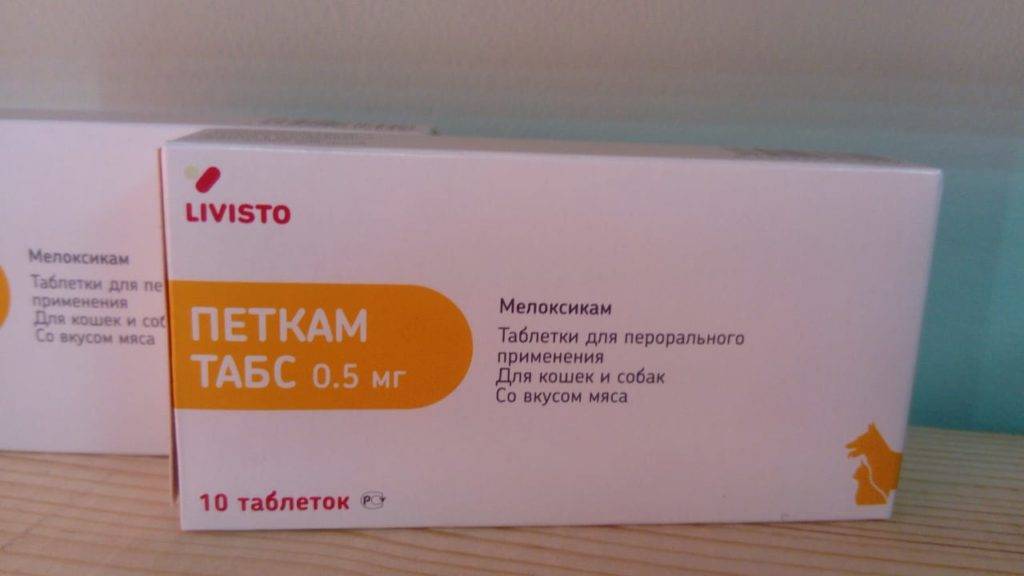 LIVISTO
ПЕТКАМ
ТАБС 0.5 мг
Мелоксикам
Таблетки для перорального
применения
Для кошек и собак
Со вкусом мяса
10 таблеток
Мелоксикам
Таблетки для пе
применения
Для кошек и соб
Со вкусом мяса